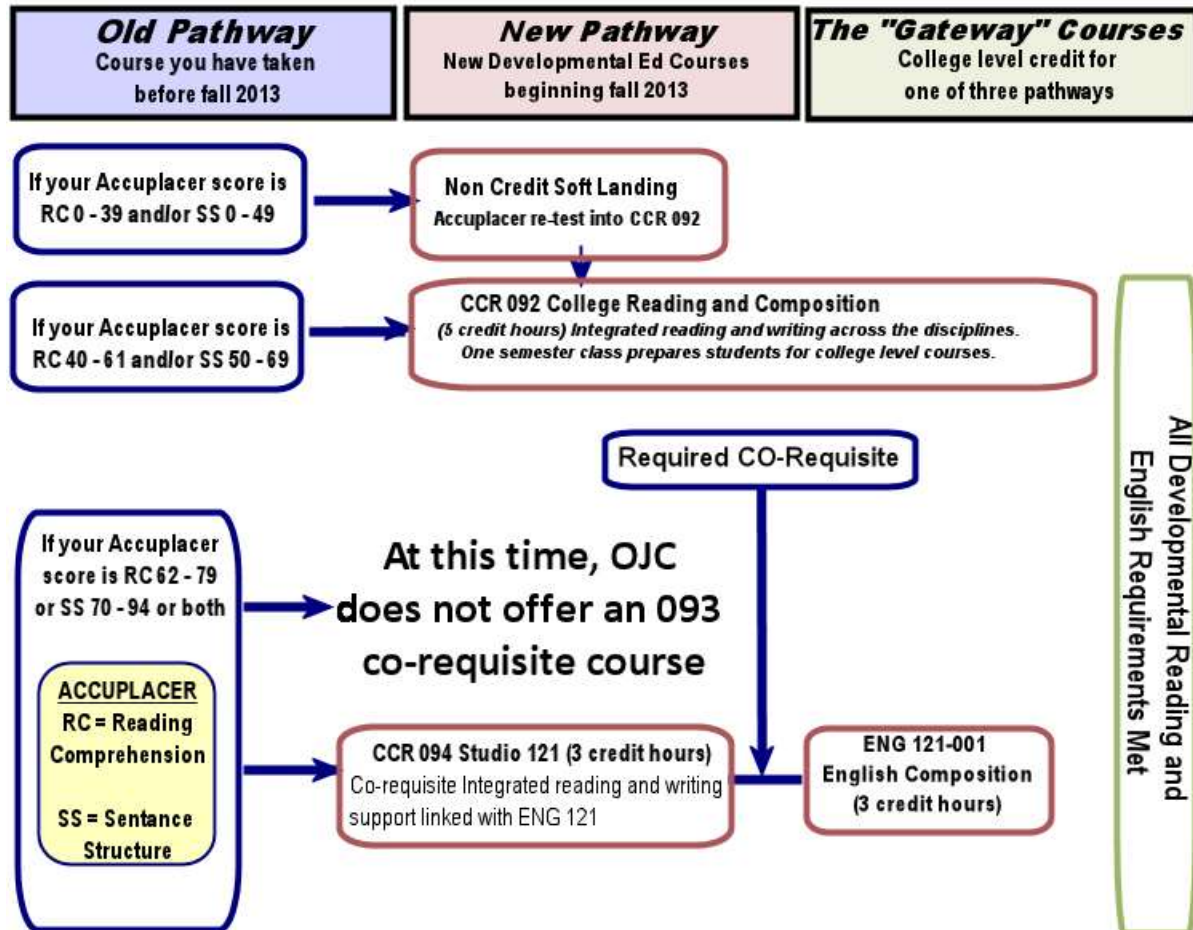 Old Pathway
Course you have taken
before fall 2013
New Pathway
New Developmental Ed Courses
beginning fall 2013
The "Gateway" Courses
College level credit for
one of three pathways
If your Accuplacer score is
RC 0 - 39 and/or SS 0 - 49
Non Credit Soft Landing
Accuplacer re-test into CCR 092
If your Accuplacer score is
RC 40 - 61 and/or SS 50 - 69
CCR 092 College Reading and Composition
(5 credit hours) Integrated reading and writing across the disciplines.
One semester class prepares students for college level courses.
All Developmental Reading and
English Requirements Met
Required CO-Requisite
If your Accuplacer
score is RC 62 - 79
or SS 70 - 94 or both
At this time, OJC
does not offer an 093
co-requisite course
ACCUPLACER
RC = Reading
Comprehension
SS = Sentance
Structure
CCR 094 Studio 121 (3 credit hours)
Co-requisite Integrated reading and writing
support linked with ENG 121
ENG 121-001
English Composition
(3 credit hours)